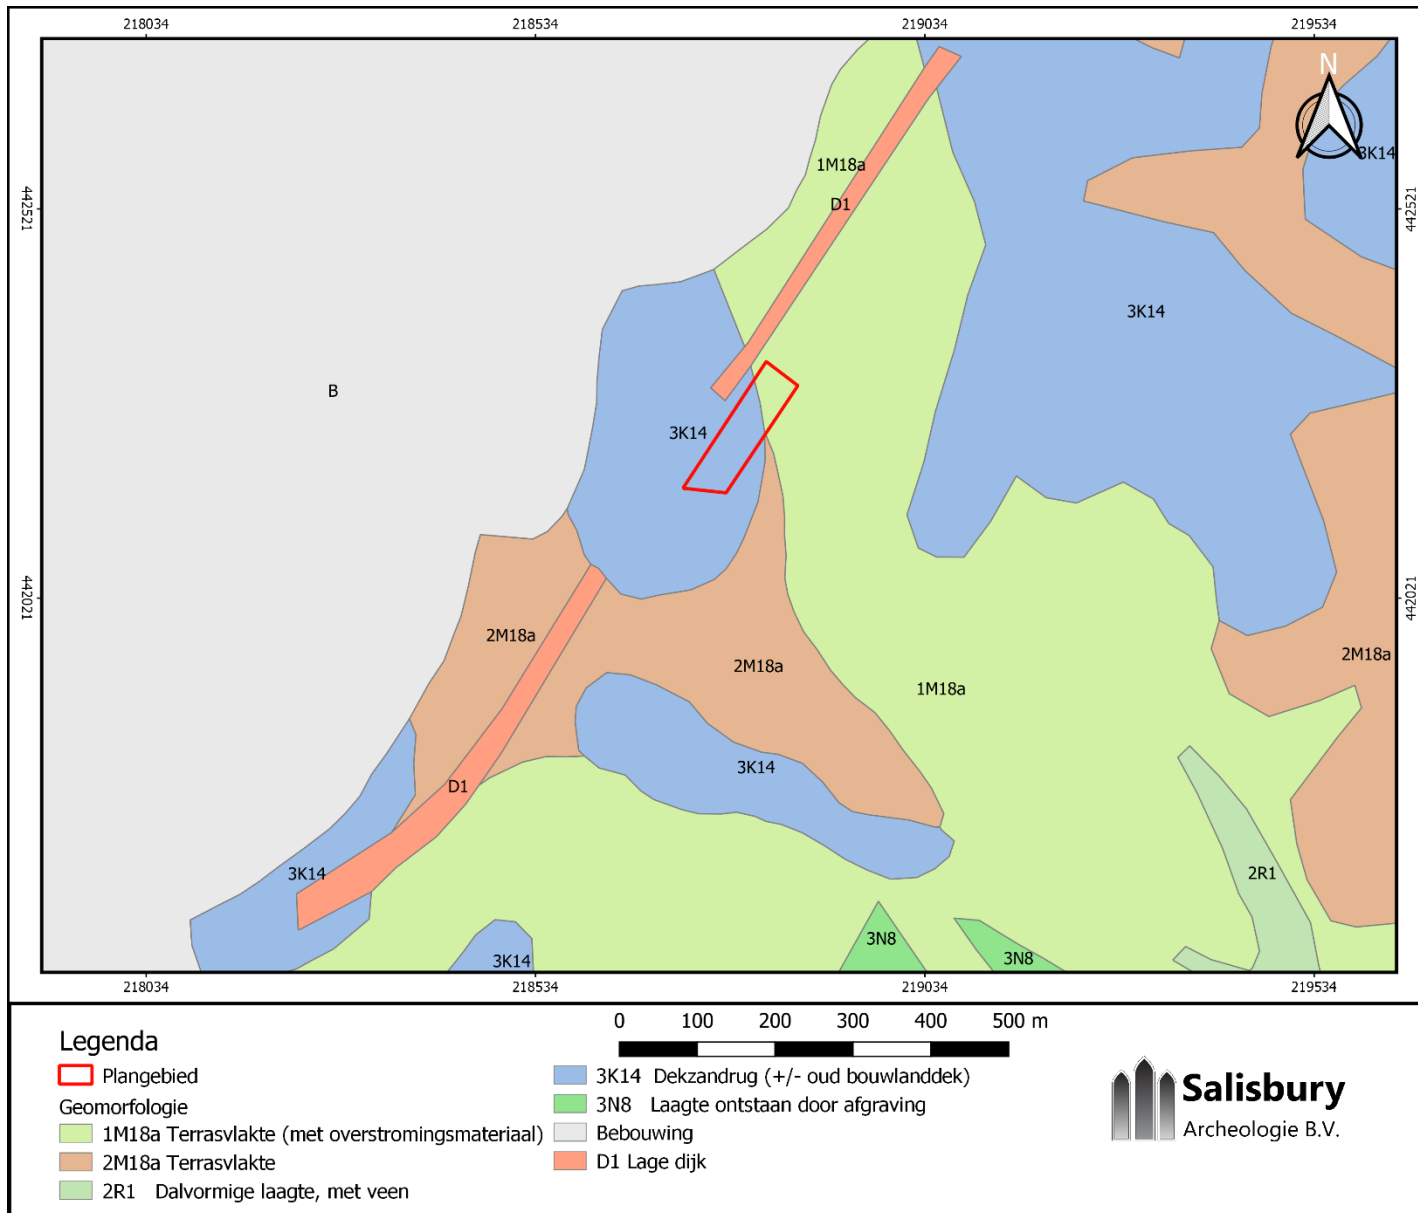 218034 218534 219034 219534
N
3K14
1M18a
D1
442521 442521
3K14
B
3K14
442021 442021
2M18a
2M18a
2M18a
1M18a
3K14
D1
3K14
2R1
3N8
3N8
3K14
218034 218534 219034 219534
0 100 200 300 400 500 m
Legenda
Plangebied
Geomorfologie
1M18a Terrasvlakte (met overstromingsmateriaal)
2M18a Terrasvlakte
2R1 Dalvormige laagte, met veen
3K14 Dekzandrug (+/- oud bouwlanddek)
3N8 Laagte ontstaan door afgraving
Bebouwing
D1 Lage dijk
Salisbury
Archeologie B.V.